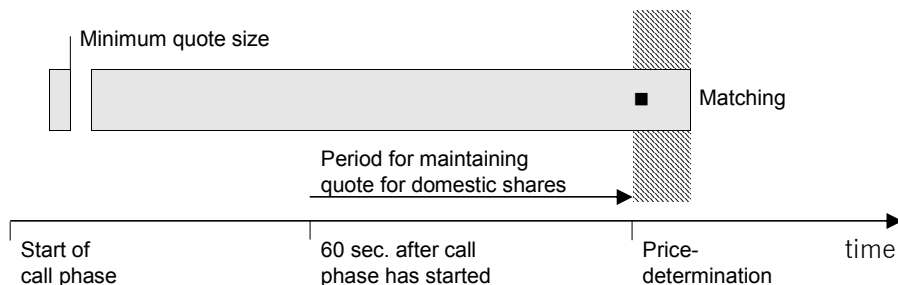 Minimum quote size
Matching
Period for maintaining
quote for domestic shares
Start of
call phase
60 sec. after call
phase has started
Price-
determination
time